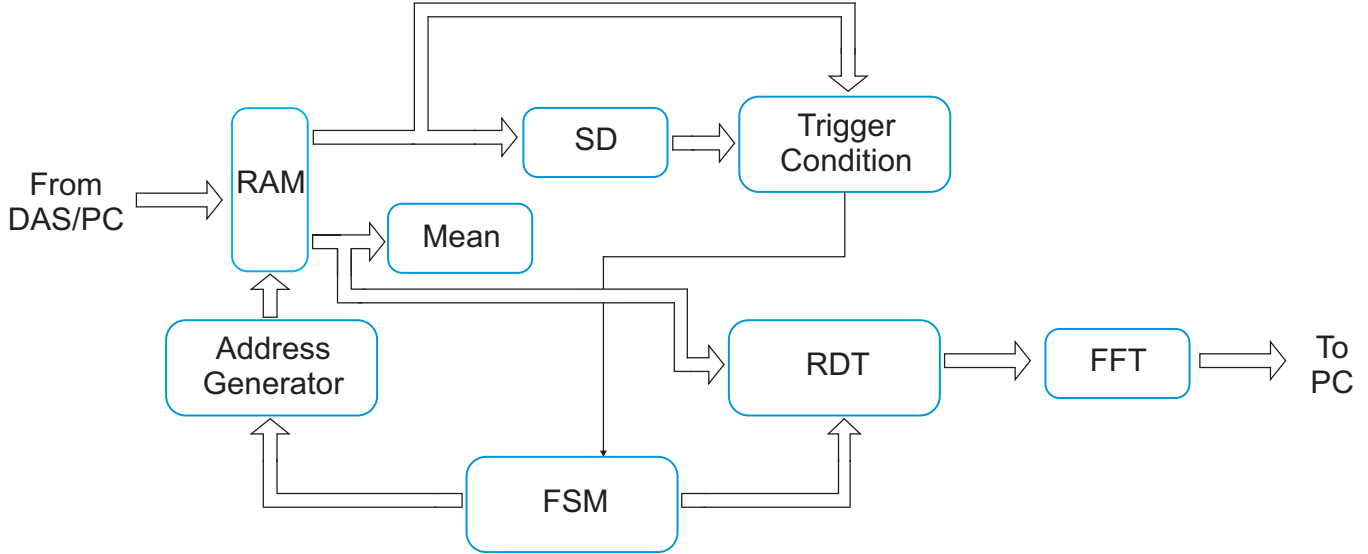 Trigger
Condition
SD
RAM
From
DAS/PC
Mean
Address
Generator
RDT
FFT
To
PC
FSM